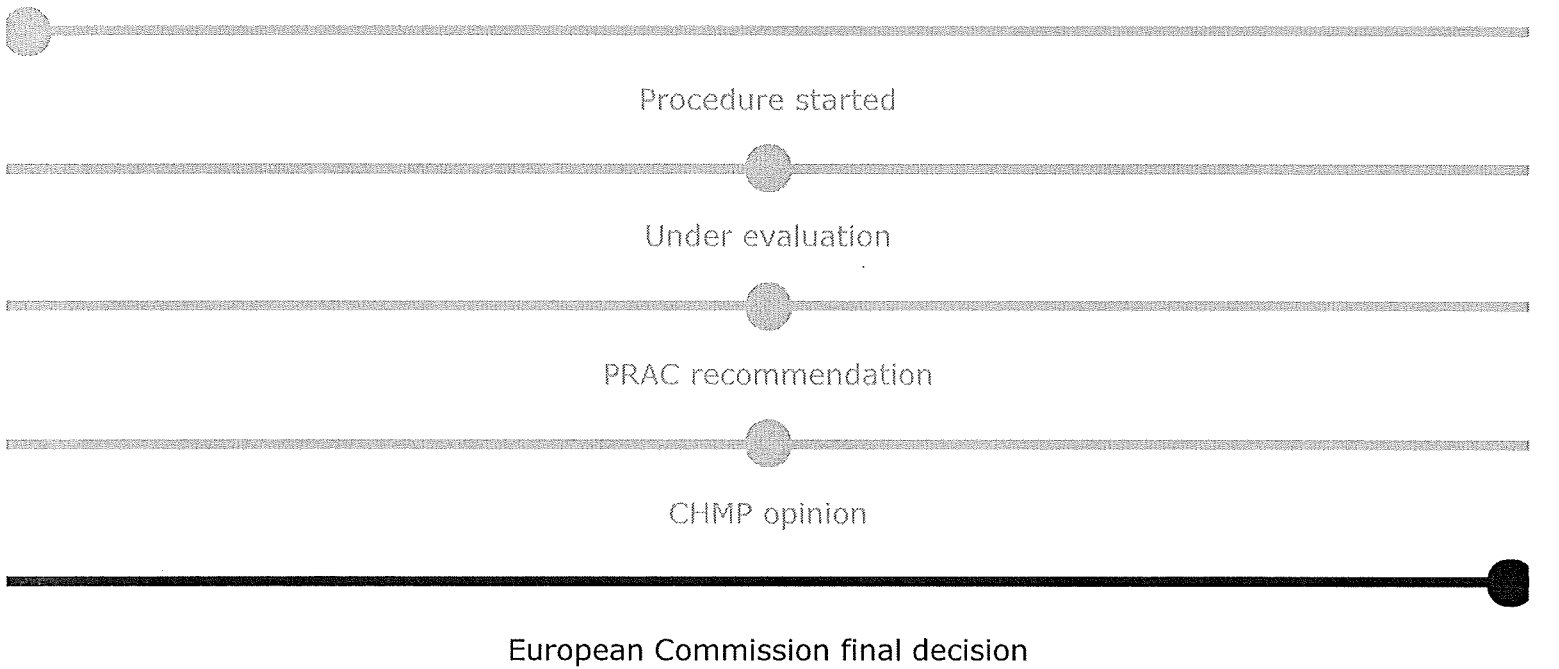 Procedure started
Under evaluation
PRAC recommendation
CHMP opinion
European Commission final decision